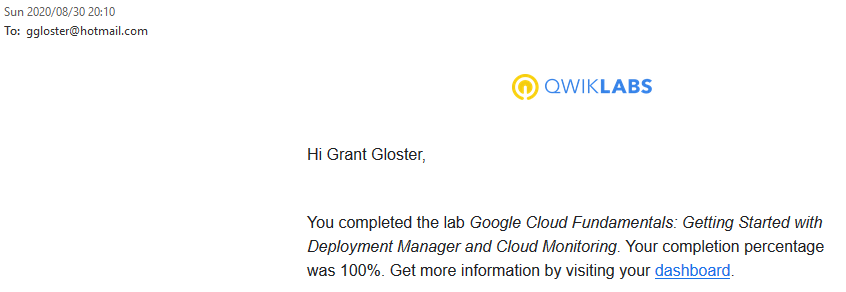 Sun 2020/08/30 20:10
To: ggloster@hotmail.com
QWIKLABS
Hi Grant Gloster,
You completed the lab Google Cloud Fundamentals: Getting Started with
Deployment Manager and Cloud Monitoring. Your completion percentage
was 100%. Get more information by visiting your dashboard.